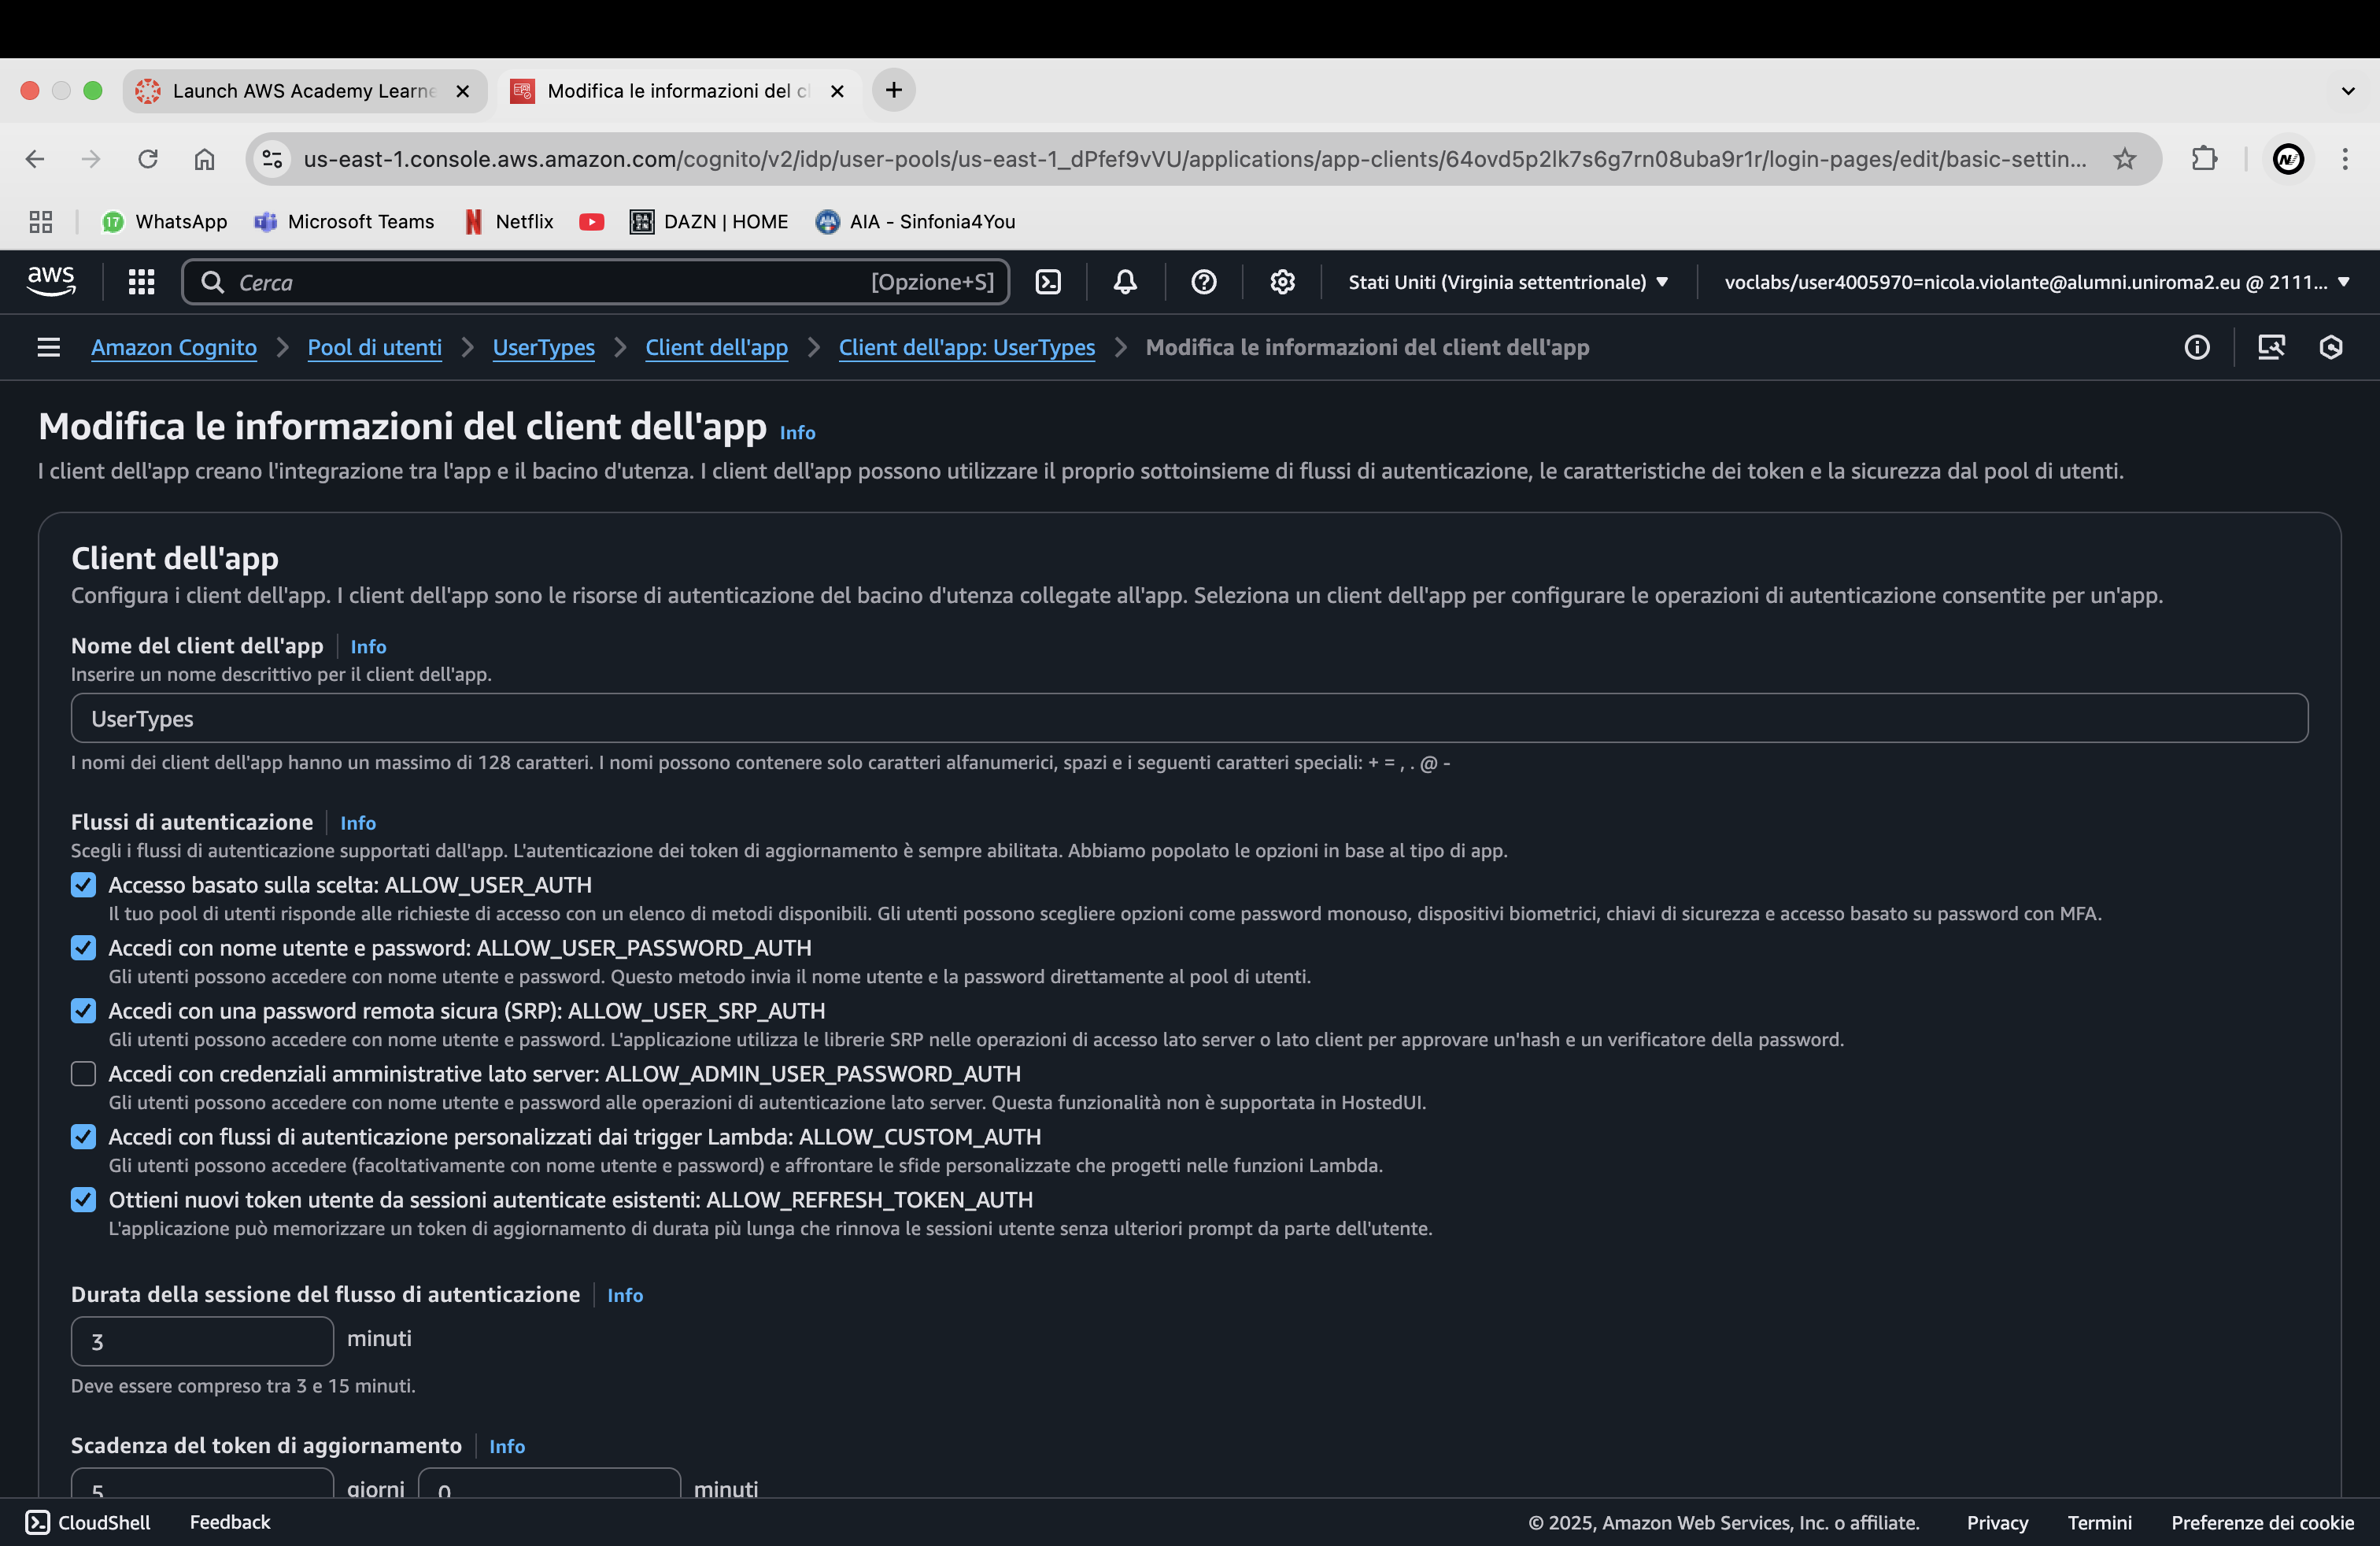 Launch AWS Academy Learne
Modifica le informazioni del cl
us-east-1.console.aws.amazon.com/cognito/v2/idp/user-pools/us-east-1_dPfef9vVU/applications/app-clients/64ovd5p2lk7s6g7rn08uba9r1r/login-pages/edit/basic-settin...
17 WhatsApp Microsoft Teams Netflix DAZN | HOME AIA - Sinfonia4You
aws Cerca [Opzione+S] Stati Uniti (Virginia settentrionale) voclabs/user4005970=nicola.violante@alumni.uniroma2.eu @ 2111...
Amazon Cognito > Pool di utenti > UserTypes > Client dell'app > Client dell'app: UserTypes > Modifica le informazioni del client dell'app
Modifica le informazioni del client dell'app Info
I client dell'app creano l'integrazione tra l'app e il bacino d'utenza. I client dell'app possono utilizzare il proprio sottoinsieme di flussi di autenticazione, le caratteristiche dei token e la sicurezza dal pool di utenti.
Client dell'app
Configura i client dell'app. I client dell'app sono le risorse di autenticazione del bacino d'utenza collegate all'app. Seleziona un client dell'app per configurare le operazioni di autenticazione consentite per un'app.
Nome del client dell'app Info
Inserire un nome descrittivo per il client dell'app.
UserTypes
I nomi dei client dell'app hanno un massimo di 128 caratteri. I nomi possono contenere solo caratteri alfanumerici, spazi e i seguenti caratteri speciali: + = , . @ -
Flussi di autenticazione Info
Scegli i flussi di autenticazione supportati dall'app. L'autenticazione dei token di aggiornamento è sempre abilitata. Abbiamo popolato le opzioni in base al tipo di app.
Accesso basato sulla scelta: ALLOW_USER_AUTH
Il tuo pool di utenti risponde alle richieste di accesso con un elenco di metodi disponibili. Gli utenti possono scegliere opzioni come password monouso, dispositivi biometrici, chiavi di sicurezza e accesso basato su password con MFA.
Accedi con nome utente e password: ALLOW_USER_PASSWORD_AUTH
Gli utenti possono accedere con nome utente e password. Questo metodo invia il nome utente e la password direttamente al pool di utenti.
Accedi con una password remota sicura (SRP): ALLOW_USER_SRP_AUTH
Gli utenti possono accedere con nome utente e password. L'applicazione utilizza le librerie SRP nelle operazioni di accesso lato server o lato client per approvare un'hash e un verificatore della password.
Accedi con credenziali amministrative lato server: ALLOW_ADMIN_USER_PASSWORD_AUTH
Gli utenti possono accedere con nome utente e password alle operazioni di autenticazione lato server. Questa funzionalità non è supportata in HostedUI.
Accedi con flussi di autenticazione personalizzati dai trigger Lambda: ALLOW_CUSTOM_AUTH
Gli utenti possono accedere (facoltativamente con nome utente e password) e affrontare le sfide personalizzate che progetti nelle funzioni Lambda.
Ottieni nuovi token utente da sessioni autenticate esistenti: ALLOW_REFRESH_TOKEN_AUTH
L'applicazione può memorizzare un token di aggiornamento di durata più lunga che rinnova le sessioni utente senza ulteriori prompt da parte dell'utente.
Durata della sessione del flusso di autenticazione Info
3 minuti
Deve essere compreso tra 3 e 15 minuti.
Scadenza del token di aggiornamento Info
5 giorni 0 minuti
CloudShell Feedback © 2025, Amazon Web Services, Inc. o affiliate. Privacy Termini Preferenze dei cookie